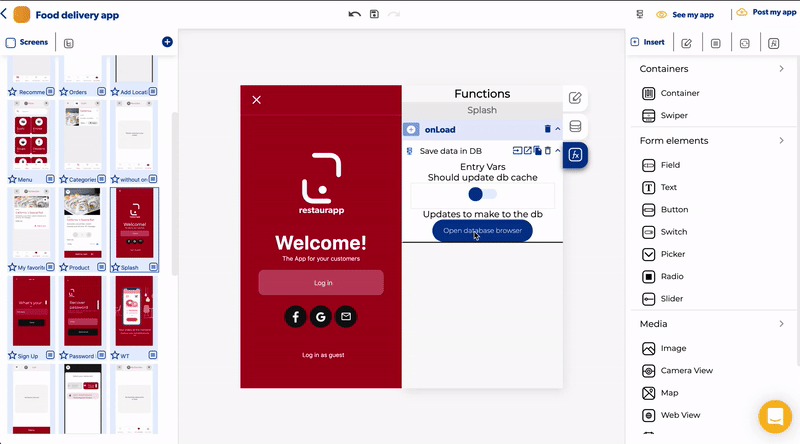 Food delivery app
See my app
Post my app
Screens
Insert
Recomme
Orders
Add Locati
Menu
Categories
without on
My favorit
Product
Splash
What's your
Recover
password
Sign Up
Password
WT
restaurapp
Welcome!
The App for your customers
Log In
Log in as guest
Functions
Splash
onLoad
Save data in DB
Entry Vars
Should update db cache
Updates to make to the db
Open database browser
Containers
Container
Swiper
Form elements
Field
Text
Button
Switch
Picker
Radio
Slider
Media
Image
Camera View
Map
Web View